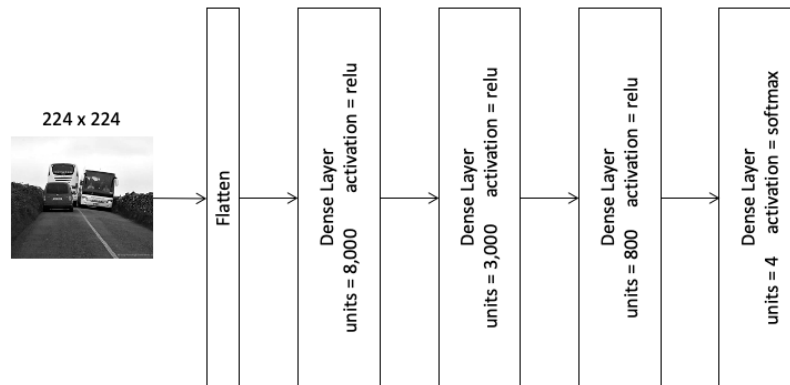 224 x 224
Flatten
Dense Layer
units = 8,000 activation = relu
Dense Layer
units = 3,000 activation = relu
Dense Layer
units = 800 activation = relu
Dense Layer
units = 4 activation = softmax